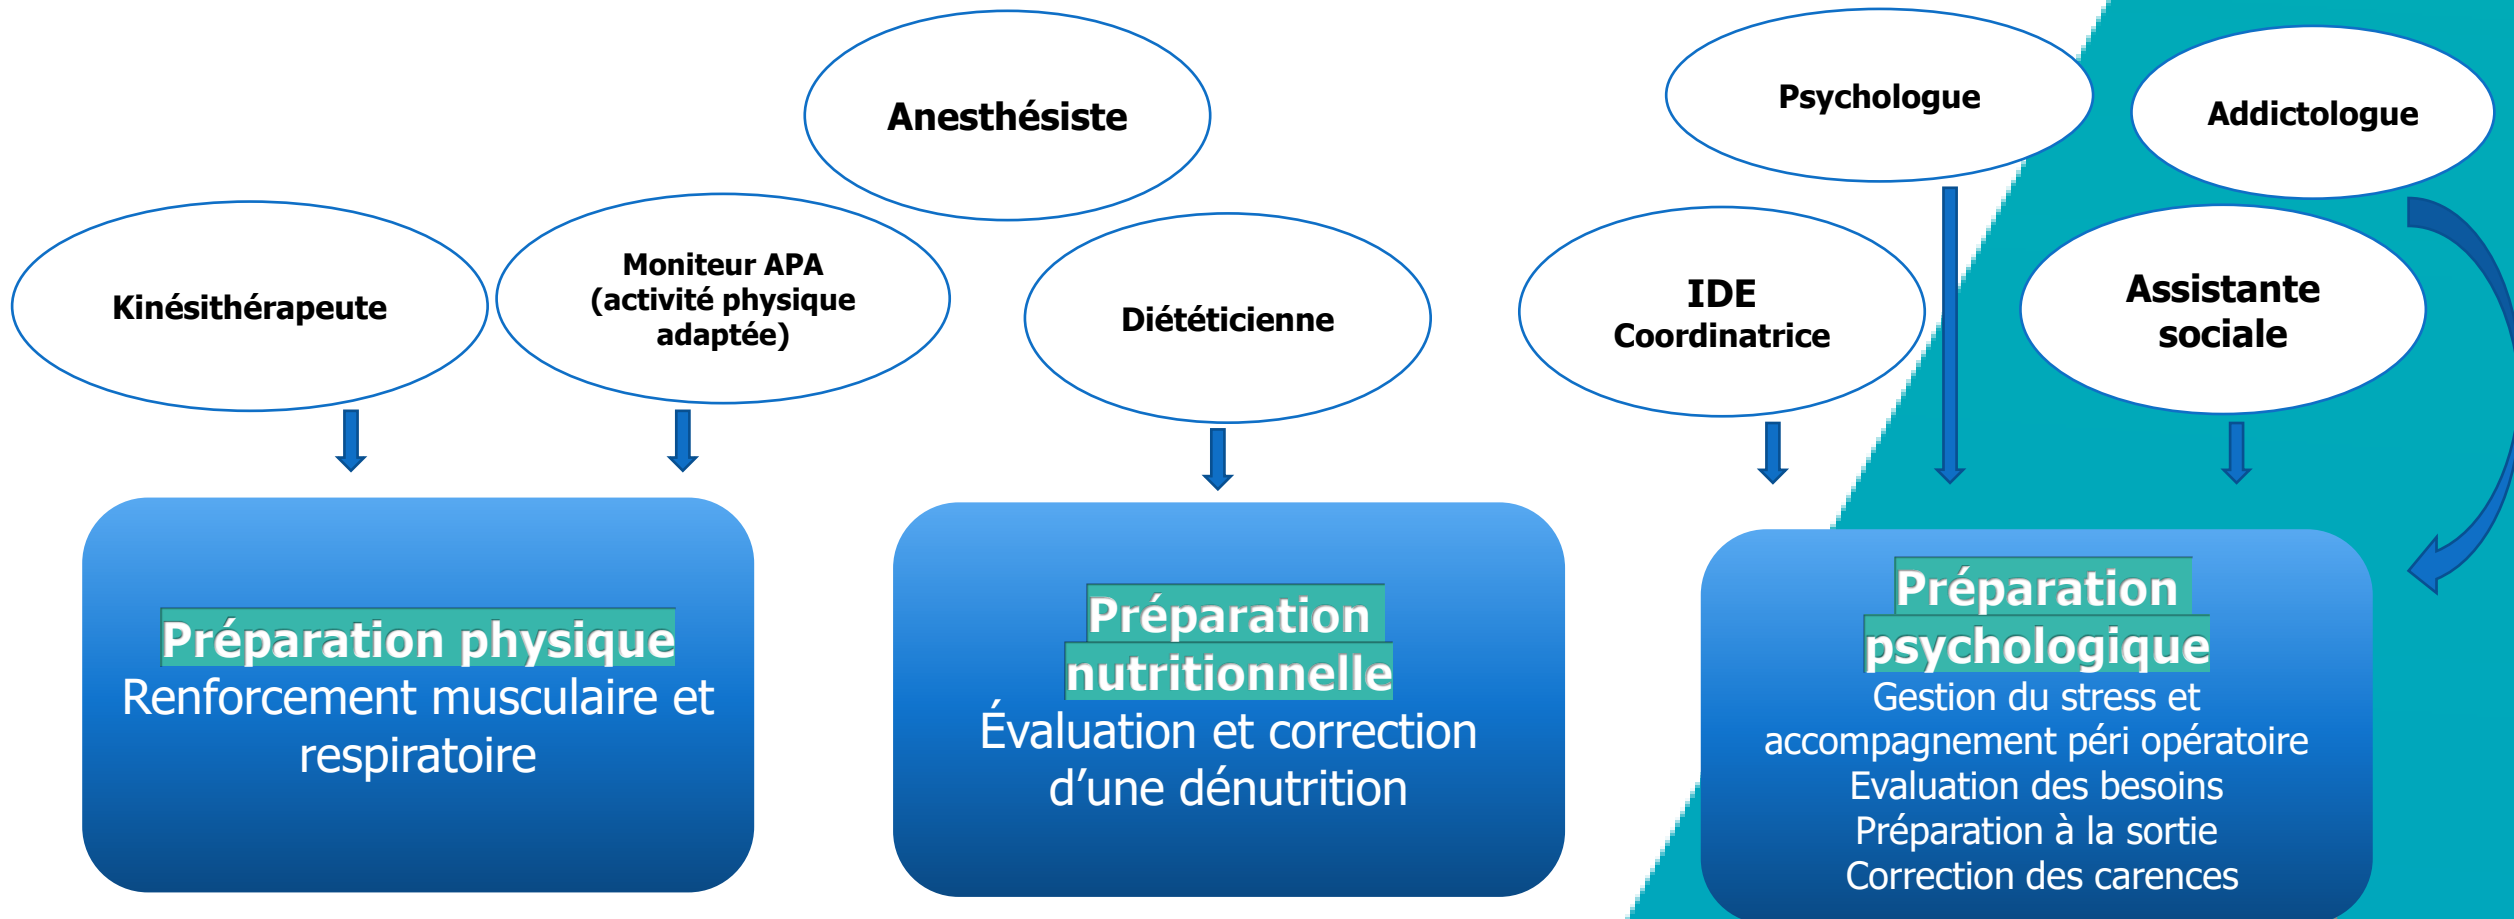 Anesthésiste
Psychologue
Addictologue
Kinésithérapeute
Moniteur APA
(activité physique
adaptée)
Diététicienne
IDE
Coordinatrice
Assistante
sociale
Préparation physique
Renforcement musculaire et
respiratoire
Préparation
nutritionnelle
Évaluation et correction
d’une dénutrition
Préparation
psychologique
Gestion du stress et
accompagnement péri opératoire
Evaluation des besoins
Préparation à la sortie
Correction des carences